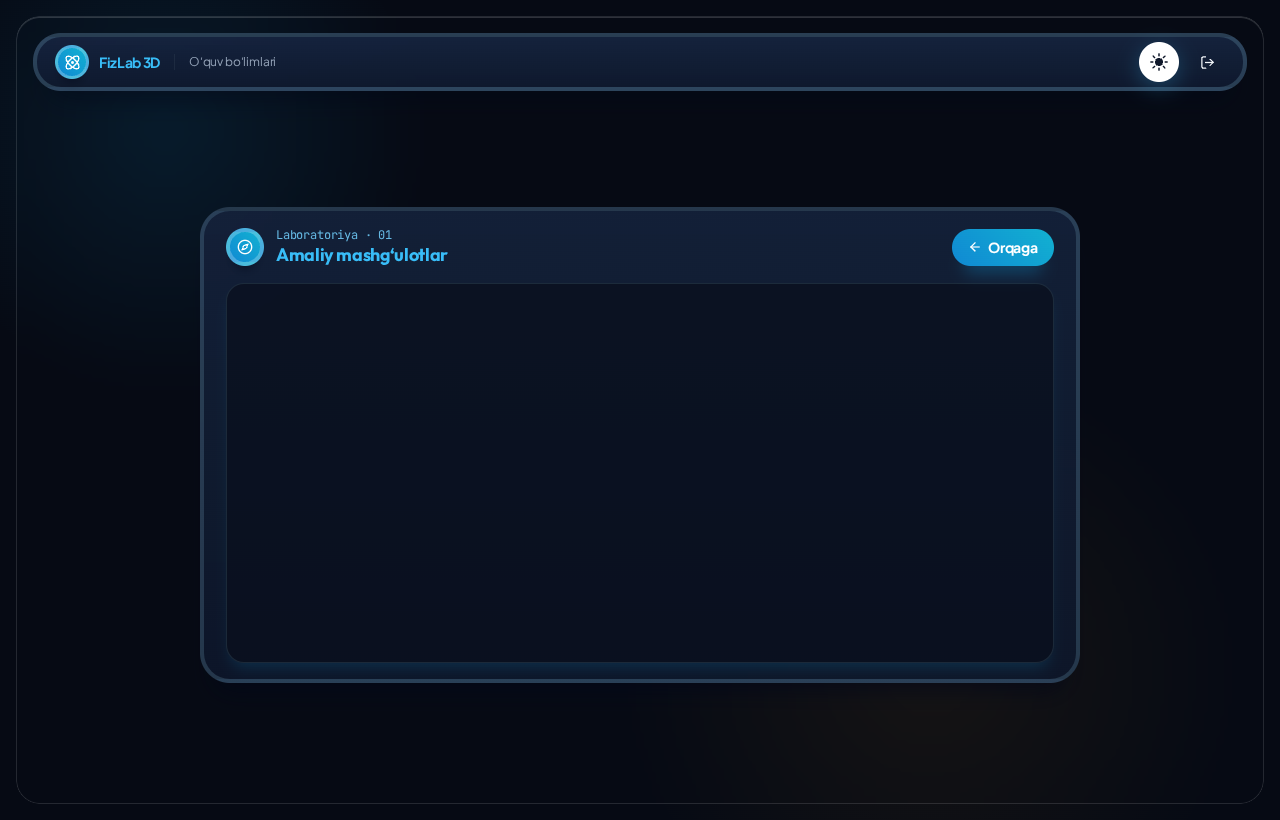 FizLab 3D
O'quv bo'limlari
Laboratoriya · 01
Amaliy mashg‘ulotlar
Orqaga